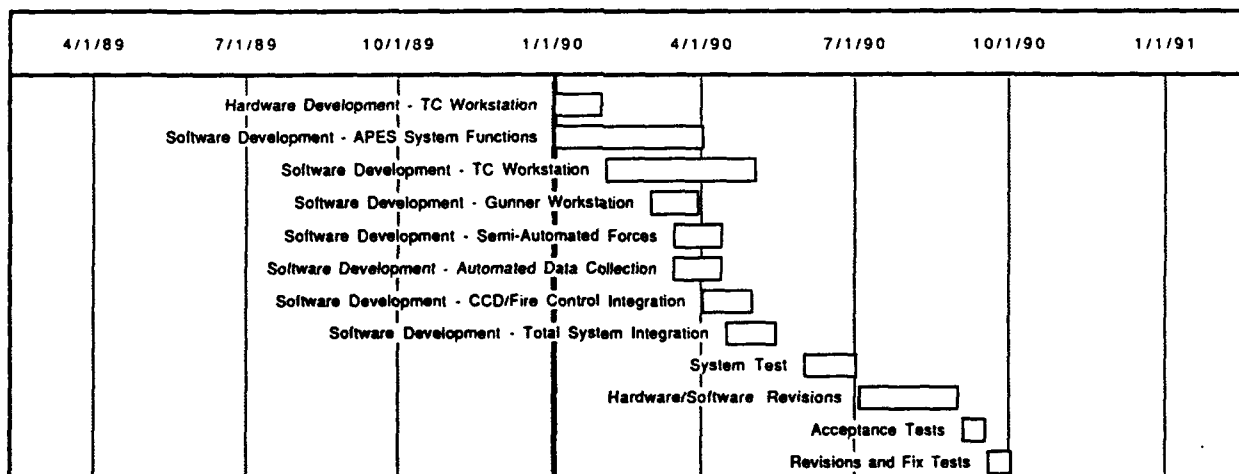 4/1/89 7/1/89 10/1/89 1/1/90 4/1/90 7/1/90 10/1/90 1/1/91
Hardware Development - TC Workstation
Software Development - APES System Functions
Software Development - TC Workstation
Software Development - Gunner Workstation
Software Development - Semi-Automated Forces
Software Development - Automated Data Collection
Software Development - CCD/Fire Control Integration
Software Development - Total System Integration
System Test
Hardware/Software Revisions
Acceptance Tests
Revisions and Fix Tests